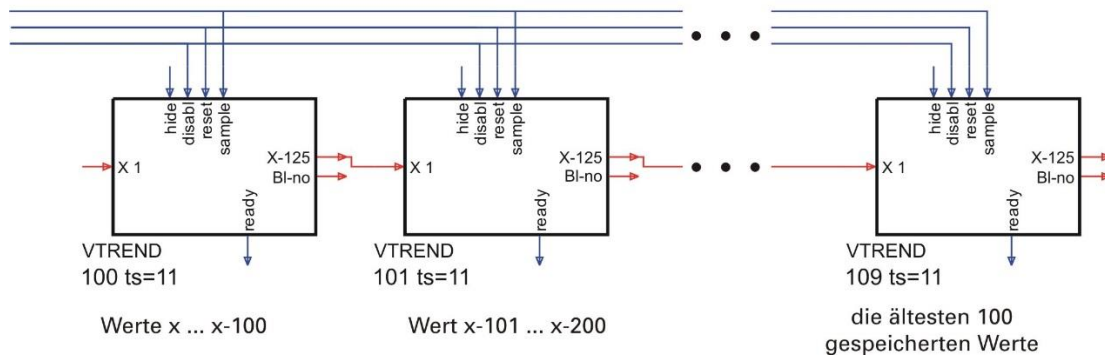 hide disabl reset sample
X 1
X-125
Bl-no
ready
VTREND
100 ts=11
Werte x ... x-100
hide disabl reset sample
X 1
X-125
Bl-no
ready
VTREND
101 ts=11
Wert x-101 ... x-200
hide disabl reset sample
X 1
X-125
Bl-no
ready
VTREND
109 ts=11
die ältesten 100
gespeicherten Werte